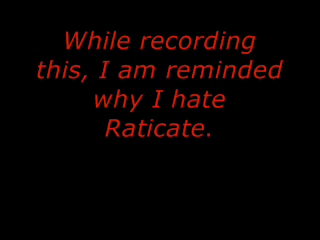 While recording
this, I am reminded
why I hate
Raticate.